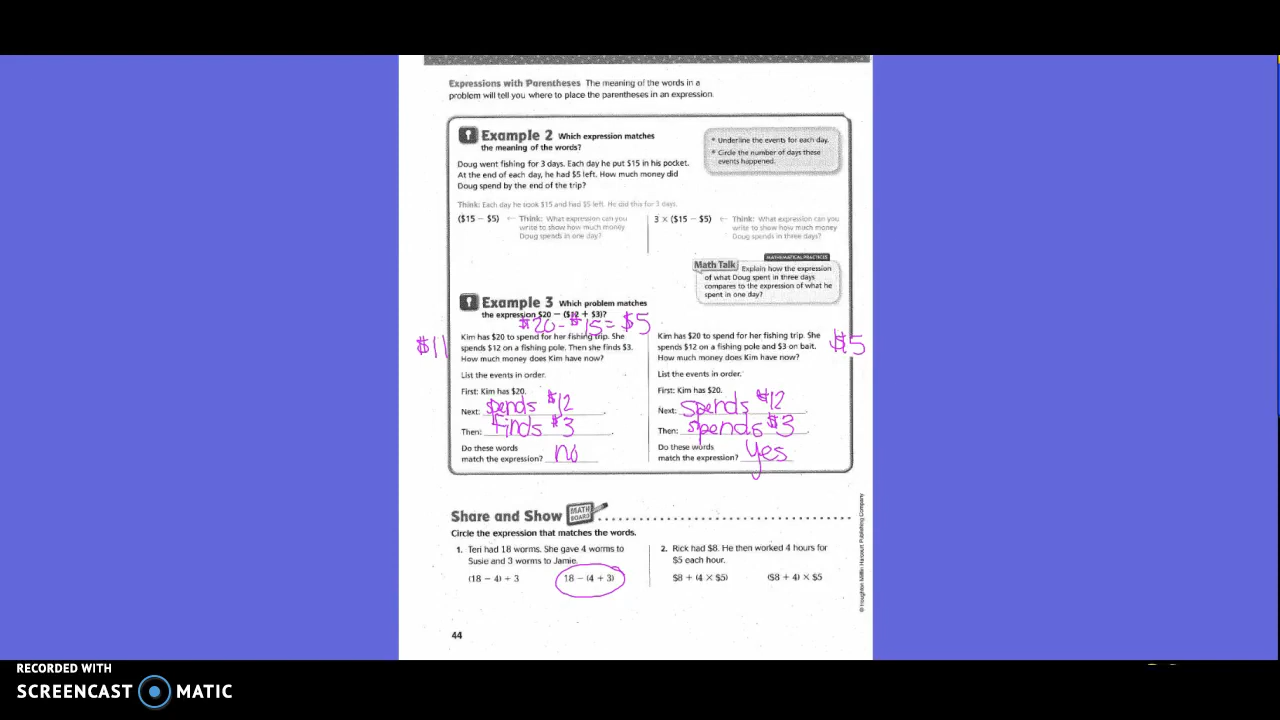 Expressions with Parentheses The meaning of the words in a
problem will tell you where to place the parentheses in an expression.
Example 2 Which expression matches
the meaning of the words?
Doug went fishing for 3 days. Each day he put $15 in his pocket.
At the end of each day, he had $5 left. How much money did
Doug spend by the end of the trip?
• Underline the events for each day.
• Circle the number of days these
events happened.
Think: Each day he took $15 and had $5 left. He did this for 3 days.
($15 − $5) ← Think: What expression can you
write to show how much money
Doug spends in one day?
3 × ($15 − $5) ← Think: What expression can you
write to show how much money
Doug spends in three days?
MATHEMATICAL PRACTICES
Math Talk Explain how the expression
of what Doug spent in three days
compares to the expression of what he
spent in one day?
Example 3 Which problem matches
the expression $20 − ($12 + $3)?
$20 - $15 = $5
$11
Kim has $20 to spend for her fishing trip. She
spends $12 on a fishing pole. Then she finds $3.
How much money does Kim have now?
List the events in order.
First: Kim has $20.
Next: spends $12
Then: finds $3
Do these words
match the expression? no
Kim has $20 to spend for her fishing trip. She
spends $12 on a fishing pole and $3 on bait.
How much money does Kim have now?
$15
List the events in order.
First: Kim has $20.
Next: spends $12
Then: spends $3
Do these words
match the expression? yes
Share and Show MATH BOARD
Circle the expression that matches the words.
1. Teri had 18 worms. She gave 4 worms to
Susie and 3 worms to Jamie.
(18 − 4) + 3 18 − (4 + 3)
2. Rick had $8. He then worked 4 hours for
$5 each hour.
$8 + (4 × $5) ($8 + 4) × $5
© Houghton Mifflin Harcourt Publishing Company
44
RECORDED WITH
SCREENCAST MATIC